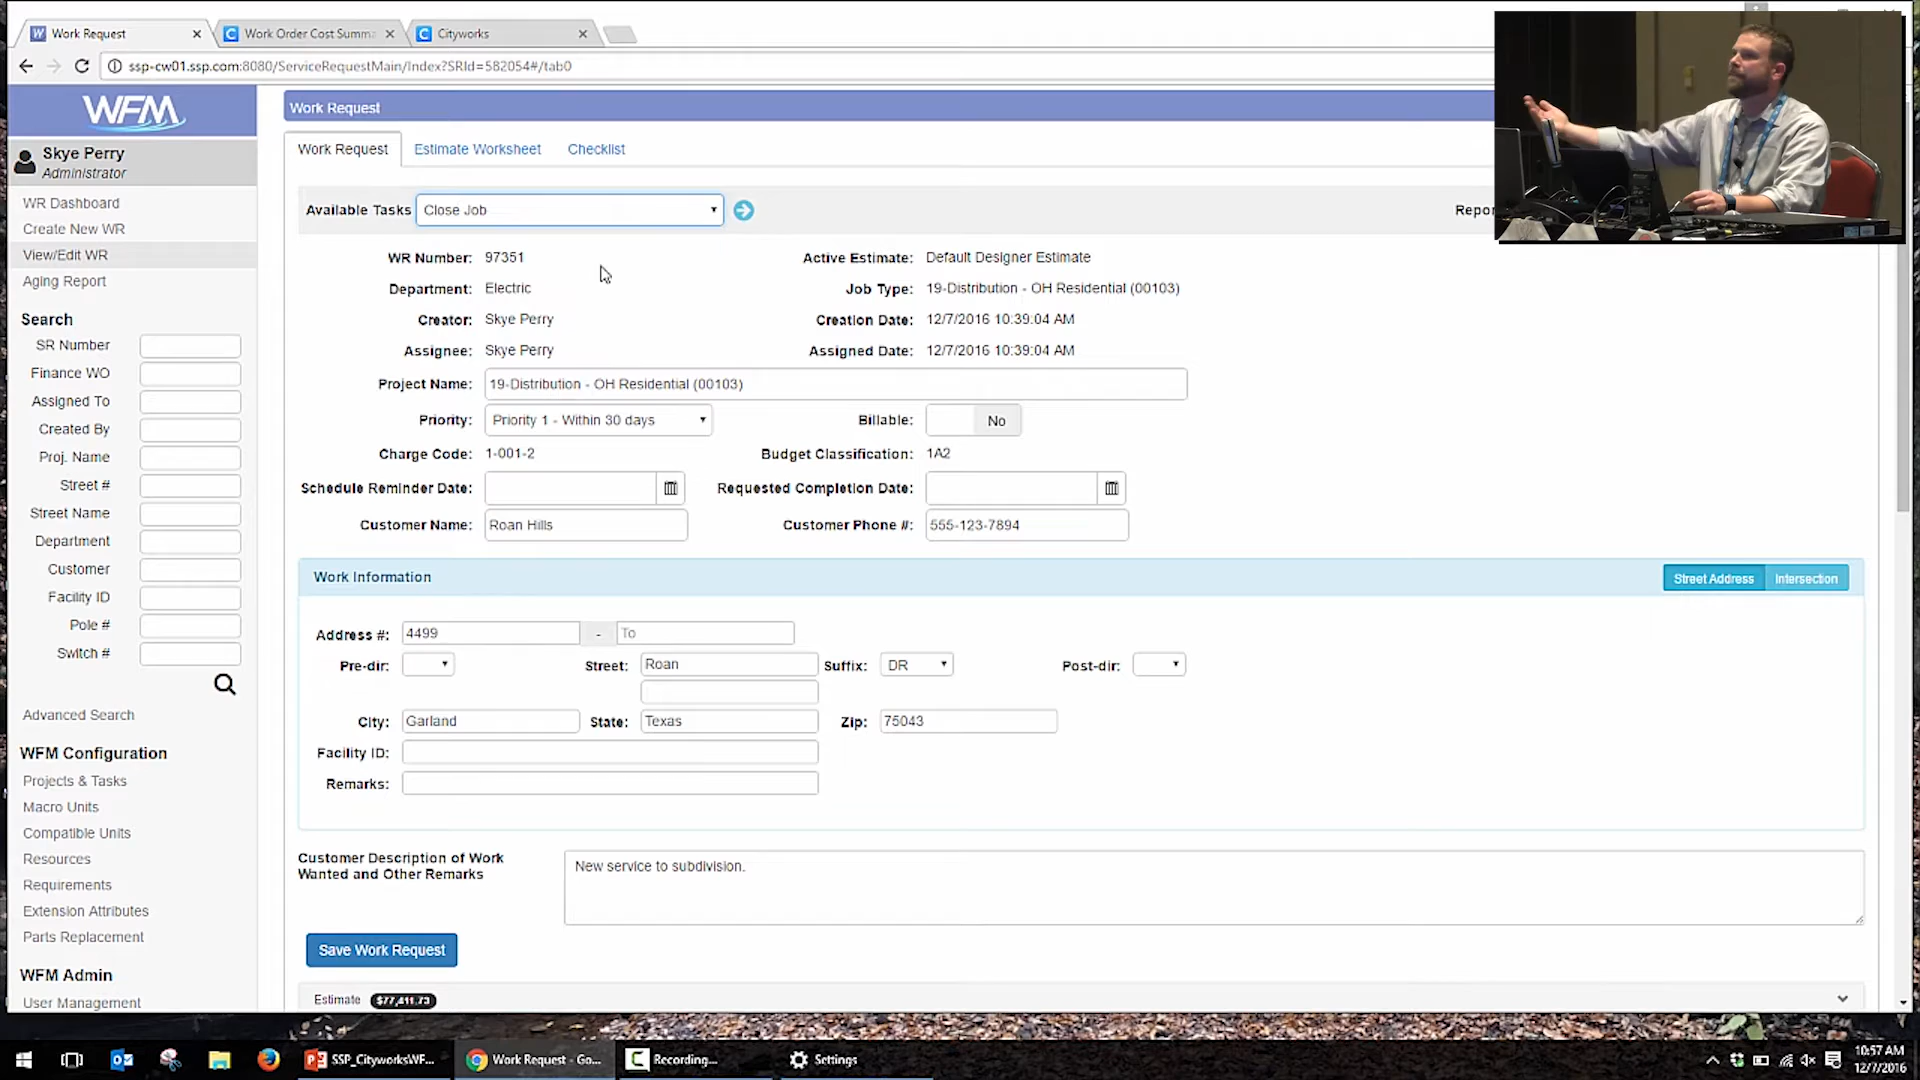 Work Request
Work Order Cost Summa
Cityworks
ssp-cw01.ssp.com:8080/ServiceRequestMain/Index?SRId=582054#/tab0
WFM
Work Request
Skye Perry
Administrator
Work Request
Estimate Worksheet
Checklist
WR Dashboard
Create New WR
View/Edit WR
Aging Report
Available Tasks
Close Job
Repor
WR Number: 97351
Active Estimate: Default Designer Estimate
Department: Electric
Job Type: 19-Distribution - OH Residential (00103)
Creator: Skye Perry
Creation Date: 12/7/2016 10:39:04 AM
Assignee: Skye Perry
Assigned Date: 12/7/2016 10:39:04 AM
Project Name: 19-Distribution - OH Residential (00103)
Priority: Priority 1 - Within 30 days
Billable: No
Charge Code: 1-001-2
Budget Classification: 1A2
Schedule Reminder Date:
Requested Completion Date:
Customer Name: Roan Hills
Customer Phone #: 555-123-7894
Search
SR Number
Finance WO
Assigned To
Created By
Proj. Name
Street #
Street Name
Department
Customer
Facility ID
Pole #
Switch #
Advanced Search
Work Information
Street Address
Intersection
Address #: 4499 - To
Pre-dir:
Street: Roan
Suffix: DR
Post-dir:
City: Garland
State: Texas
Zip: 75043
Facility ID:
Remarks:
WFM Configuration
Projects & Tasks
Macro Units
Compatible Units
Resources
Requirements
Extension Attributes
Parts Replacement
WFM Admin
User Management
Customer Description of Work
Wanted and Other Remarks
New service to subdivision.
Save Work Request
Estimate $77,411.73
SSP_CityworksWF...
Work Request - Go...
Recording...
Settings
10:57 AM
12/7/2016